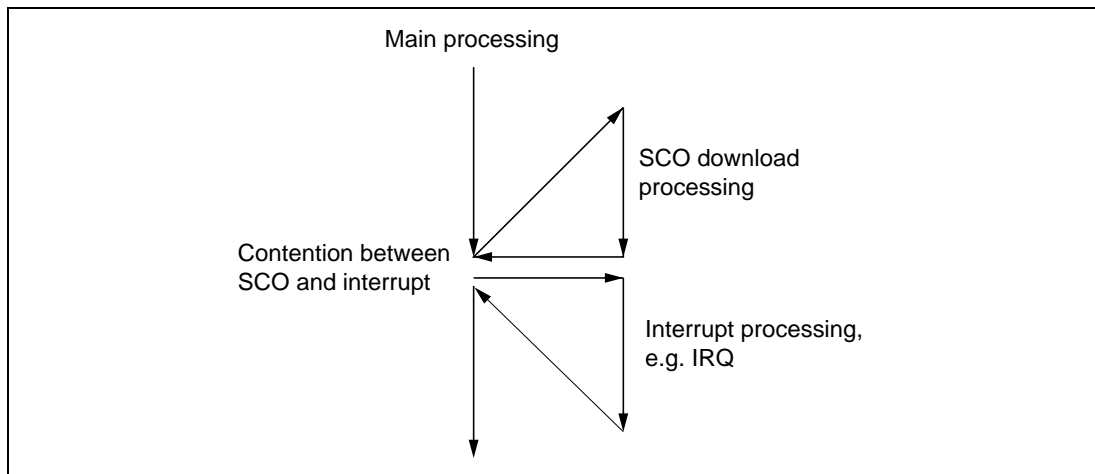 Main processing
SCO download
processing
Contention between
SCO and interrupt
Interrupt processing,
e.g. IRQ